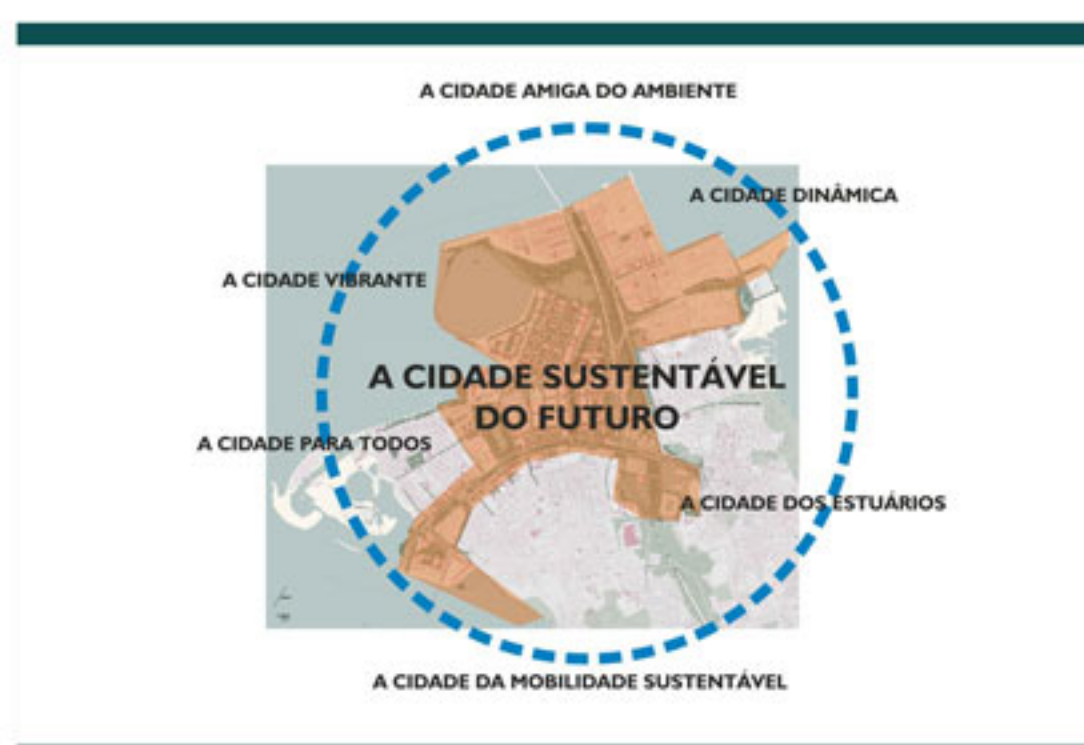 A CIDADE AMIGA DO AMBIENTE
A CIDADE DINÂMICA
A CIDADE VIBRANTE
A CIDADE SUSTENTÁVEL
DO FUTURO
A CIDADE PARA TODOS
A CIDADE DOS ESTUÁRIOS
A CIDADE DA MOBILIDADE SUSTENTÁVEL